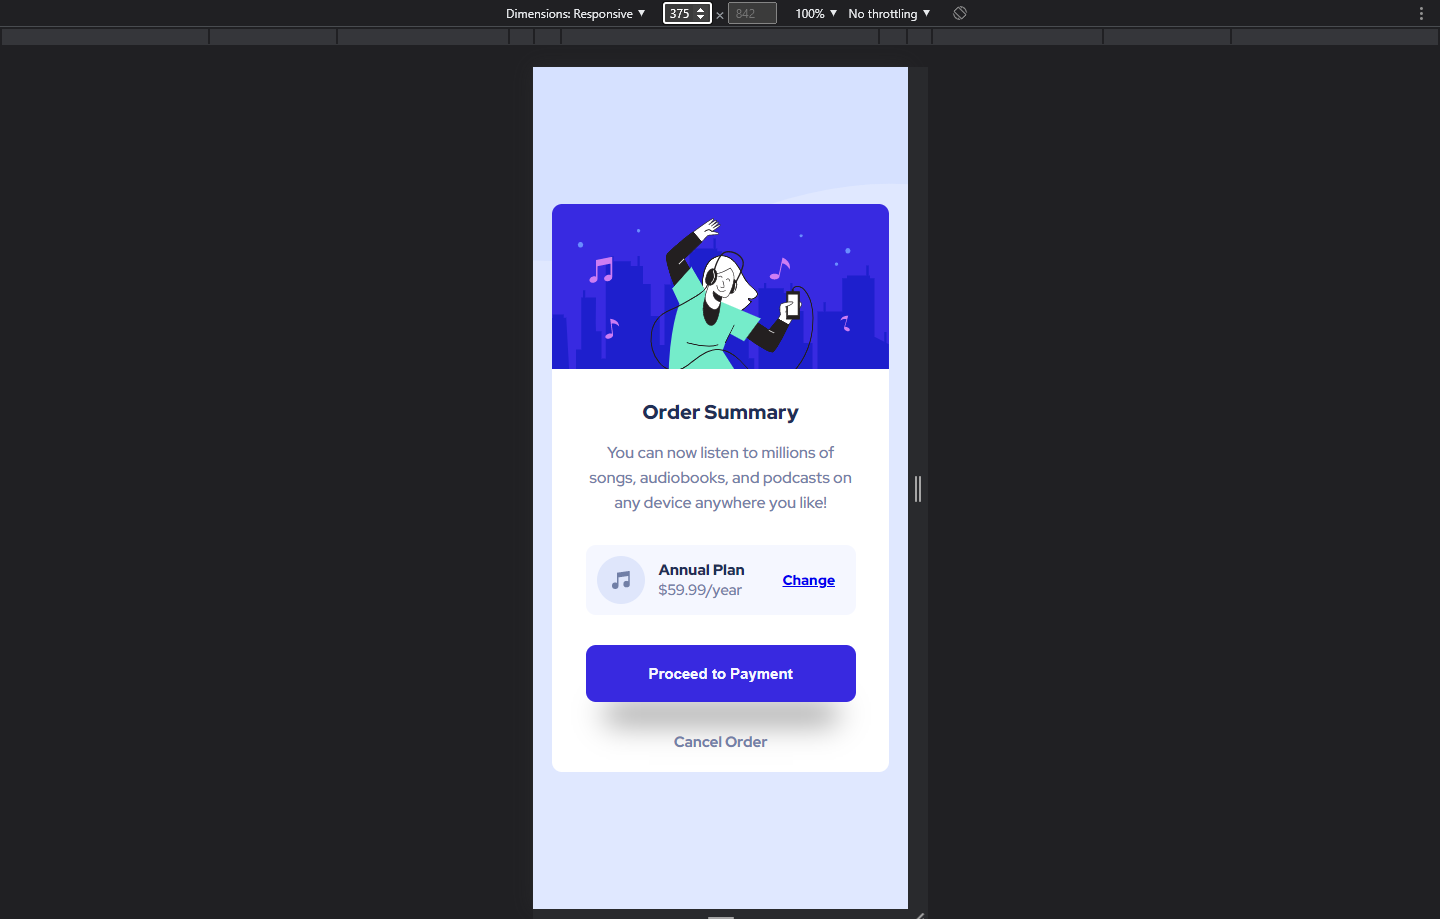 Dimensions: Responsive ▼ 375 × 842 100% ▼ No throttling ▼
Order Summary
You can now listen to millions of
songs, audiobooks, and podcasts on
any device anywhere you like!
Annual Plan
$59.99/year
Change
Proceed to Payment
Cancel Order